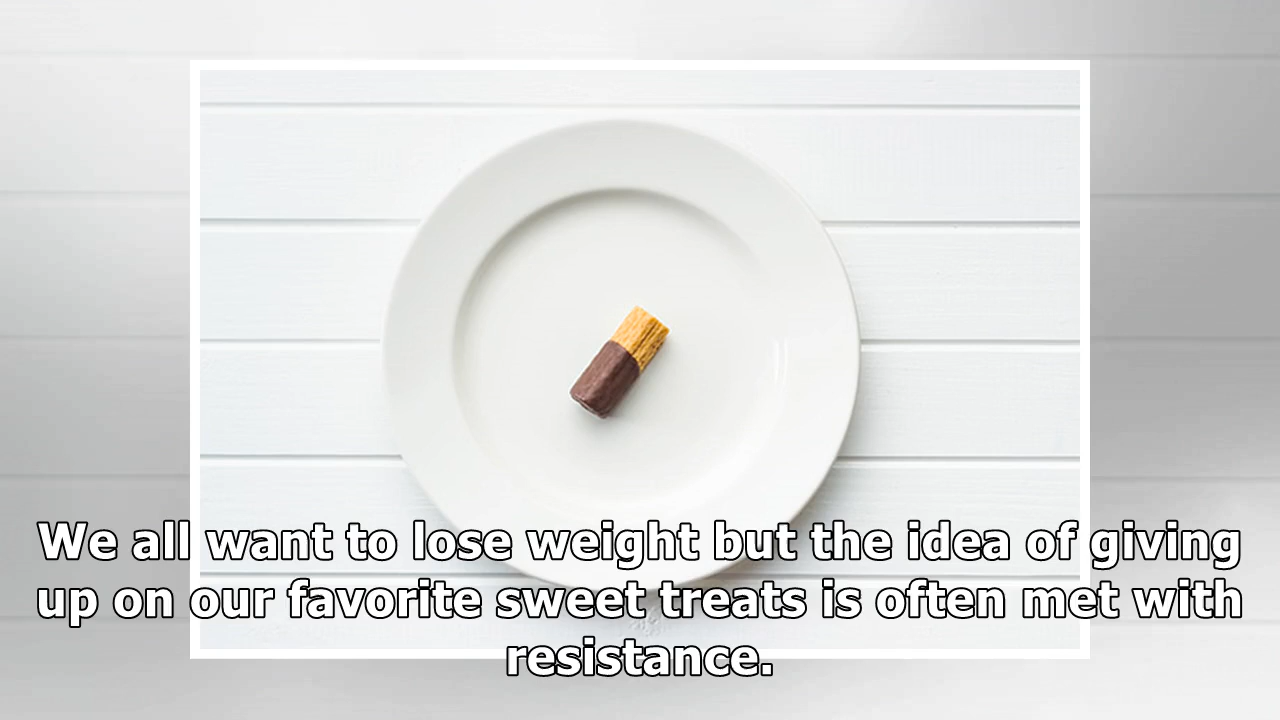 We all want to lose weight but the idea of giving
up on our favorite sweet treats is often met with
resistance.